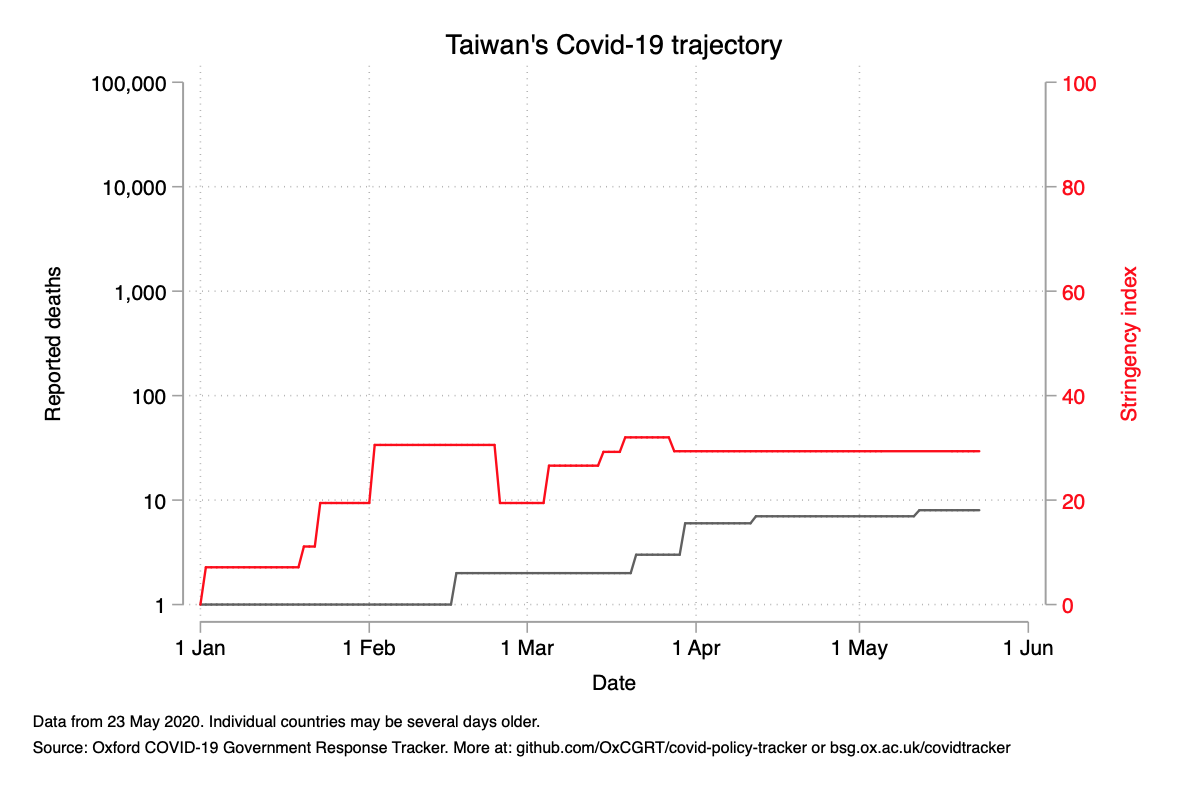 Taiwan's Covid-19 trajectory
100,000
10,000
1,000
100
10
1
Reported deaths
100
80
60
40
20
0
Stringency index
1 Jan
1 Feb
1 Mar
1 Apr
1 May
1 Jun
Date
Data from 23 May 2020. Individual countries may be several days older.
Source: Oxford COVID-19 Government Response Tracker. More at: github.com/OxCGRT/covid-policy-tracker or bsg.ox.ac.uk/covidtracker